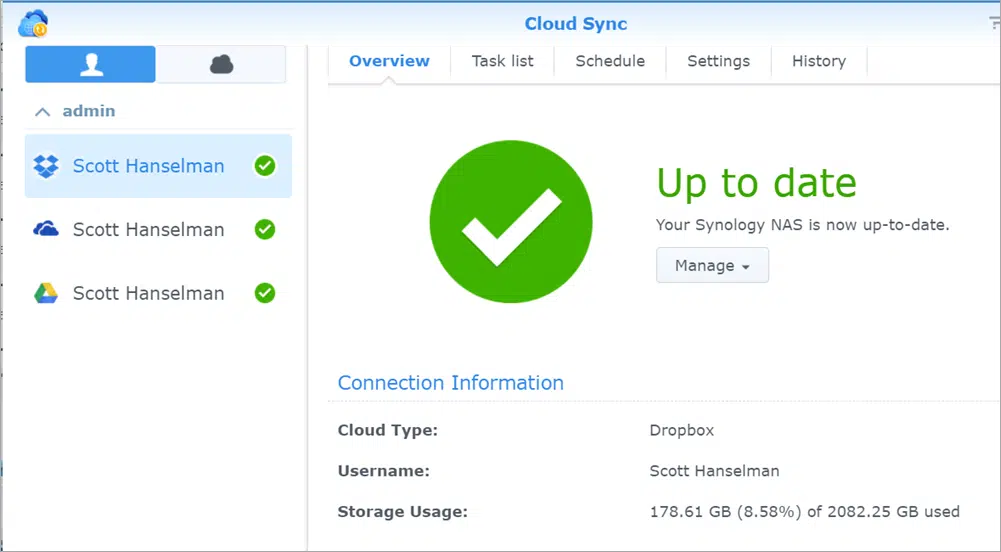 Cloud Sync
Overview Task list Schedule Settings History
admin
Scott Hanselman
Scott Hanselman
Scott Hanselman
Up to date
Your Synology NAS is now up-to-date.
Manage
Connection Information
Cloud Type: Dropbox
Username: Scott Hanselman
Storage Usage: 178.61 GB (8.58%) of 2082.25 GB used